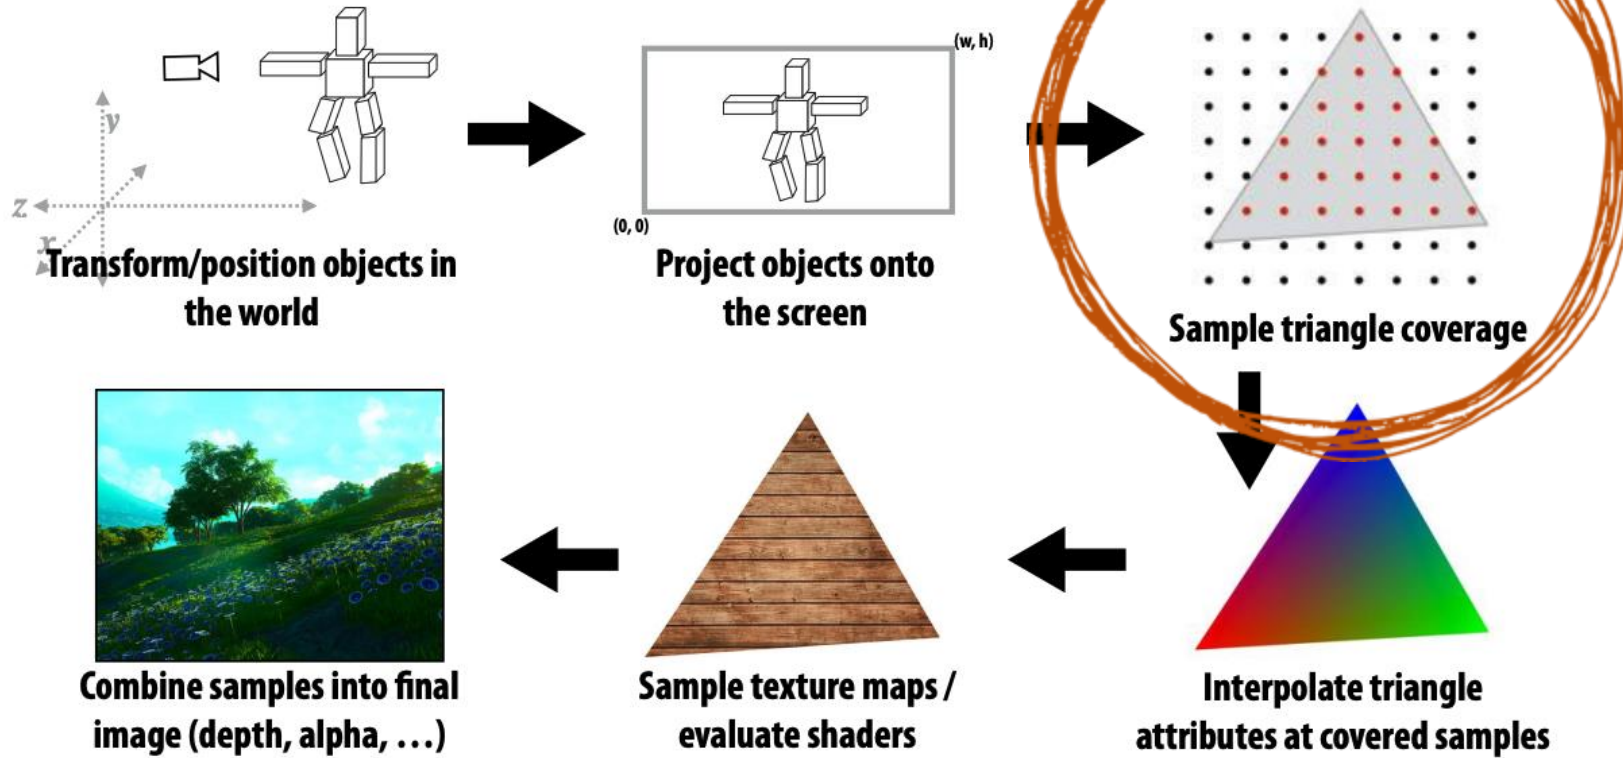 y
z
x
Transform/position objects in
the world
(w, h)
(0, 0)
Project objects onto
the screen
Sample triangle coverage
Combine samples into final
image (depth, alpha, …)
Sample texture maps /
evaluate shaders
Interpolate triangle
attributes at covered samples